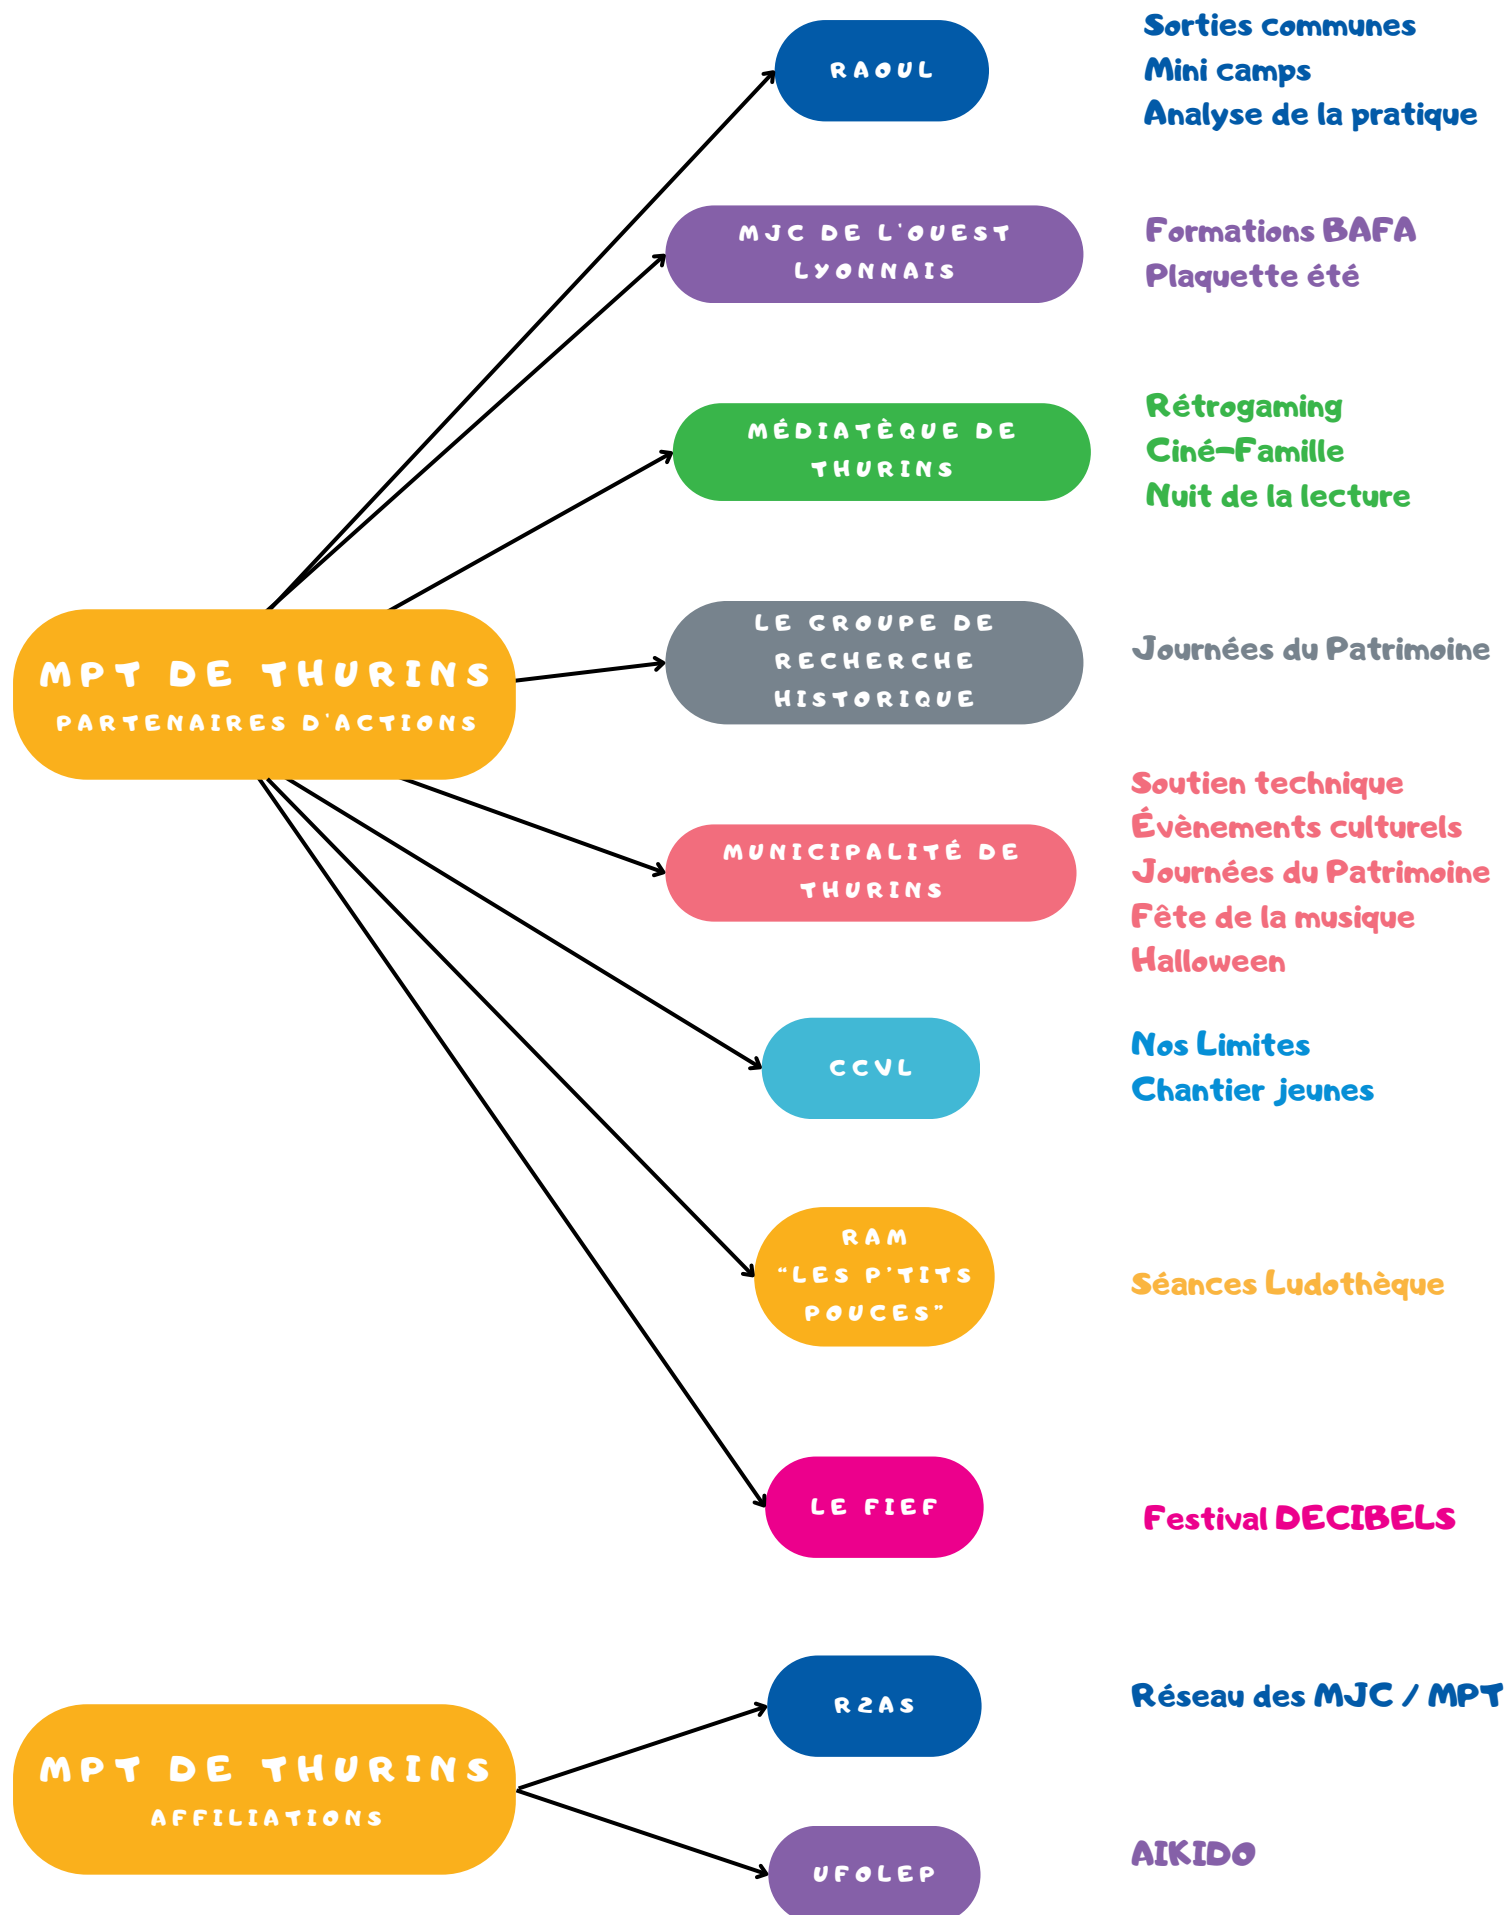 RAOUL
Sorties communes
Mini camps
Analyse de la pratique
MJC DE L'OUEST
LYONNAIS
Formations BAFA
Plaquette été
MÉDIATÈQUE DE
THURINS
Rétrogaming
Ciné-Famille
Nuit de la lecture
MPT DE THURINS
PARTENAIRES D'ACTIONS
LE GROUPE DE
RECHERCHE
HISTORIQUE
Journées du Patrimoine
MUNICIPALITÉ DE
THURINS
Soutien technique
Évènements culturels
Journées du Patrimoine
Fête de la musique
Halloween
CCVL
Nos Limites
Chantier jeunes
RAM
"LES P'TITS
POUCES"
Séances Ludothèque
LE FIEF
Festival DECIBELS
MPT DE THURINS
AFFILIATIONS
R2AS
Réseau des MJC / MPT
UFOLEP
AIKIDO